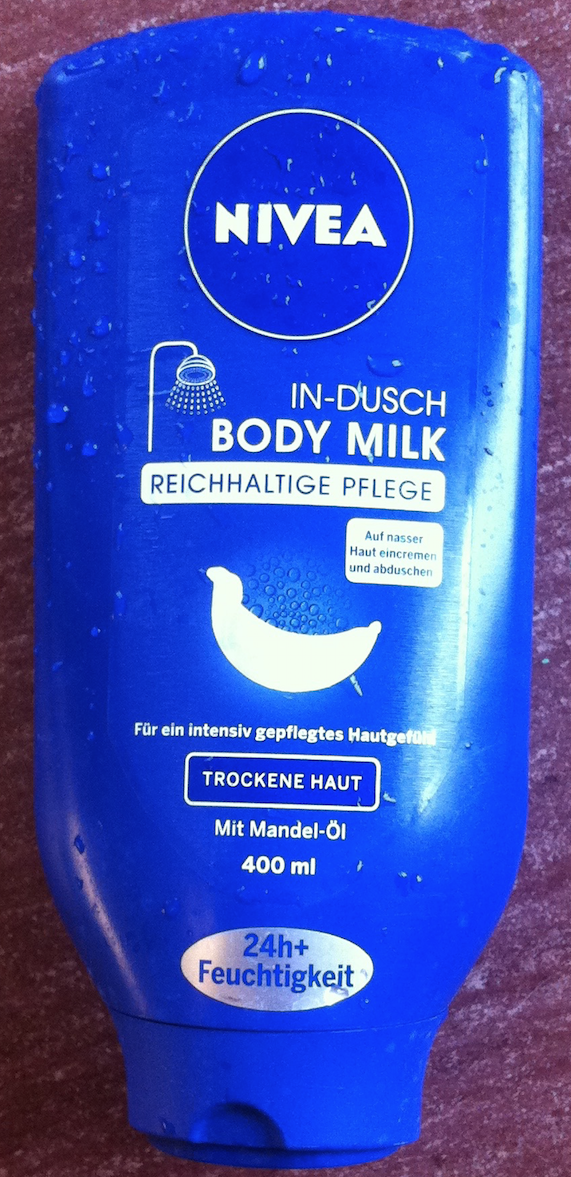 NIVEA
IN-DUSCH
BODY MILK
REICHHALTIGE PFLEGE
Auf nasser
Haut eincremen
und abduschen
Für ein intensiv gepflegtes Hautgefühl
TROCKENE HAUT
Mit Mandel-Öl
400 ml
24h+
Feuchtigkeit